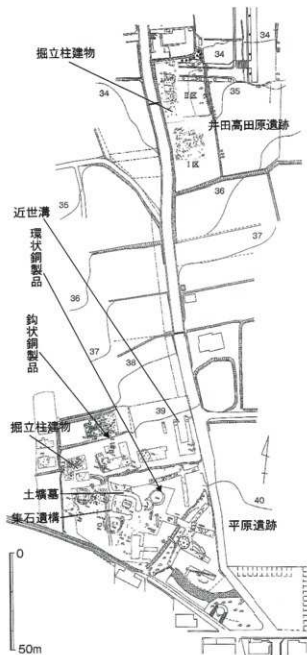 掘立柱建物
34
34
34
35
ⅡK
井田高田原遺跡
ⅠK
35
36
近世溝
環状銅製品
37
36
鈎状銅製品
37
38
39
掘立柱建物
40
土壙墓
集石遺構
平原遺跡
0
50m